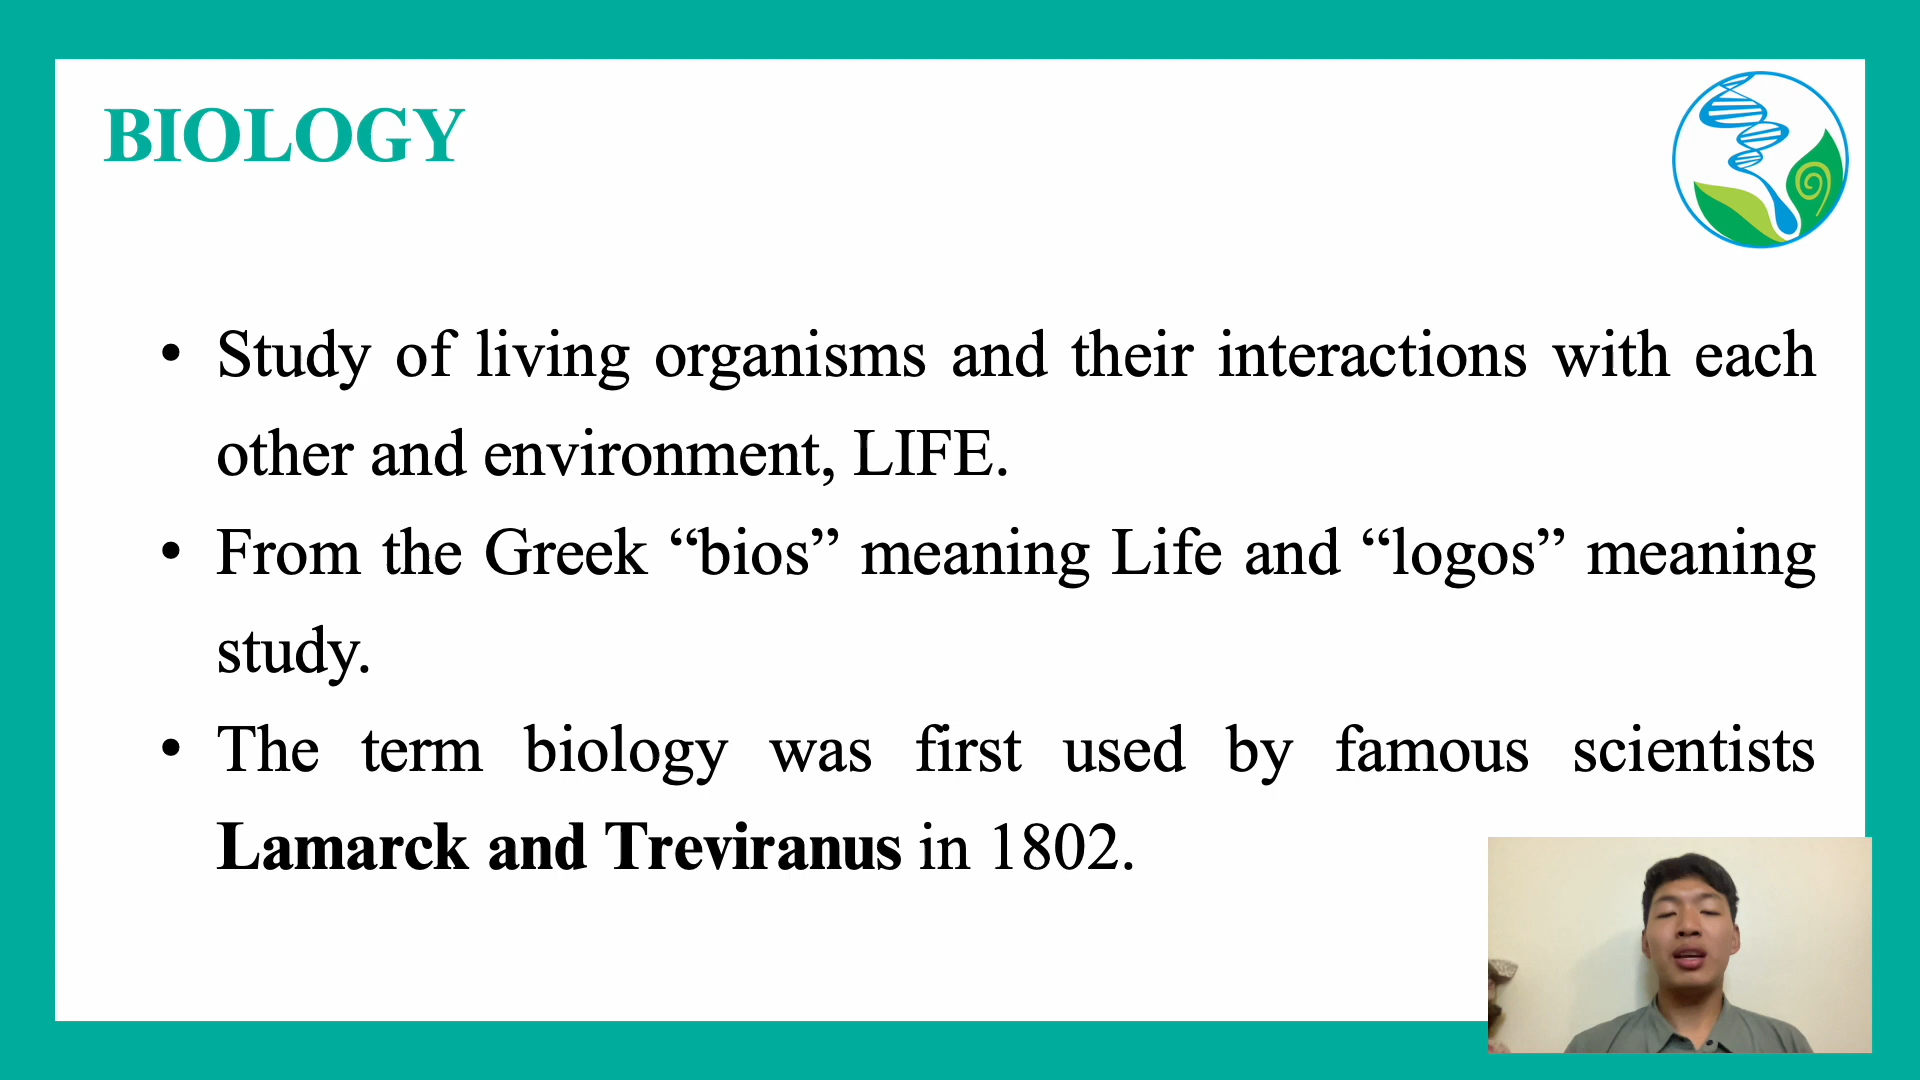 BIOLOGY
• Study of living organisms and their interactions with each
other and environment, LIFE.
• From the Greek “bios” meaning Life and “logos” meaning
study.
• The term biology was first used by famous scientists
Lamarck and Treviranus in 1802.